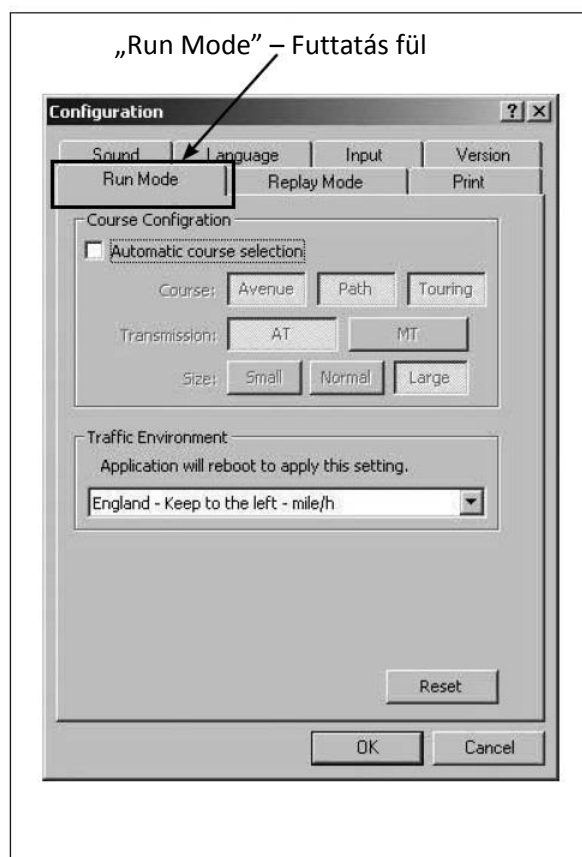 „Run Mode” – Futtatás fül
Configuration
Sound Language Input Version
Run Mode Replay Mode Print
Course Configration
Automatic course selection
Course: Avenue Path Touring
Transmission: AT MT
Size: Small Normal Large
Traffic Environment
Application will reboot to apply this setting.
England - Keep to the left - mile/h
Reset
OK Cancel